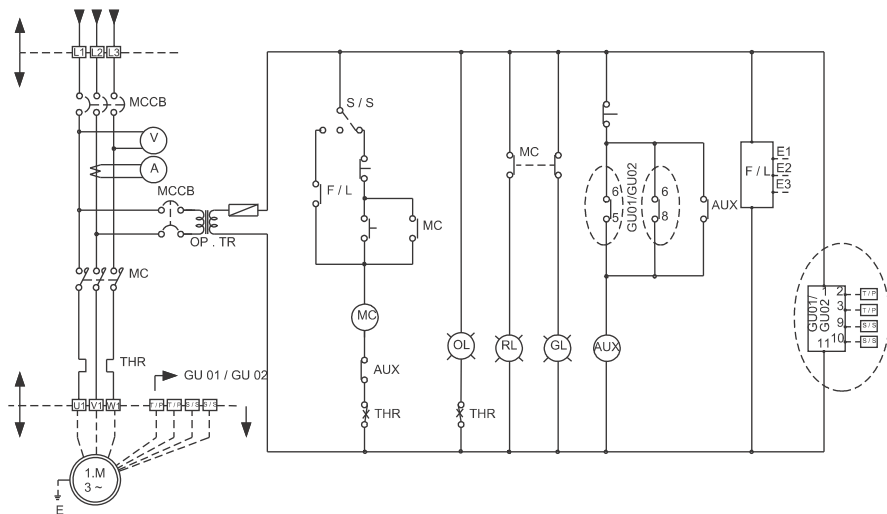 L1 L2 L3
MCCB
V
A
MCCB
OP . TR
MC
THR
GU 01 / GU 02
U1 V1 W1 T / P T / P S / S S / S
1.M
3 ~
E
S / S
F / L
MC
MC
AUX
THR
OL
THR
MC
RL
GL
6
5
GU01/GU02
6
8
AUX
AUX
F / L
E1
E2
E3
GU01/
GU02
1
2
3
9
10
11
T / P
T / P
S / S
S / S